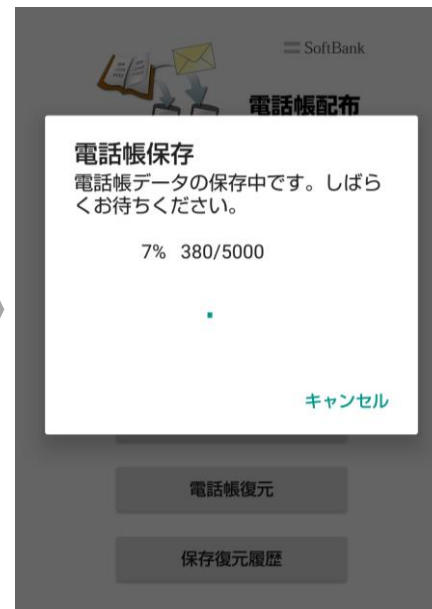 SoftBank
電話帳配布
電話帳保存
電話帳データの保存中です。しばら
くお待ちください。
7% 380/5000
キャンセル
電話帳復元
保存復元履歴